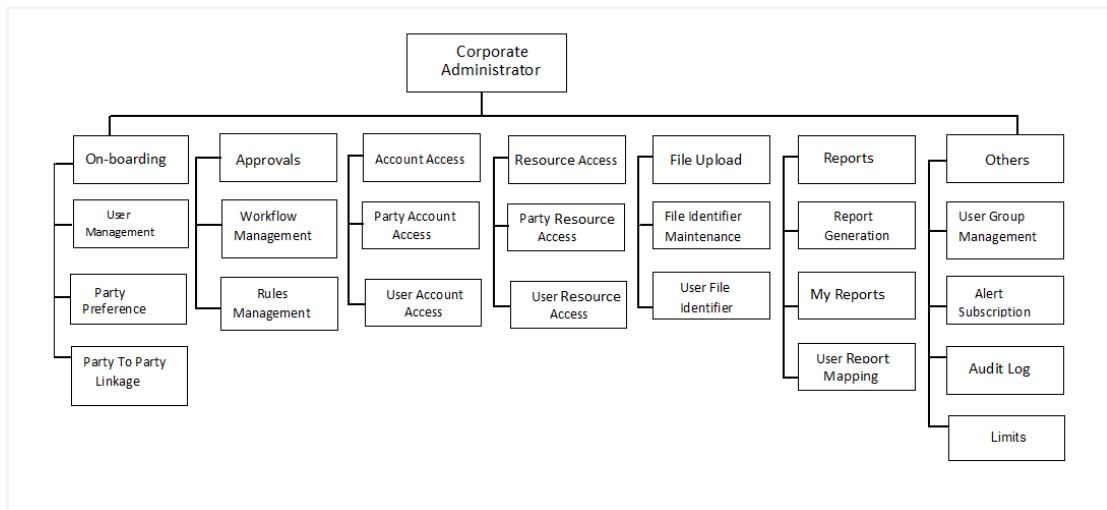 Corporate
Administrator
On-boarding
Approvals
Account Access
Resource Access
File Upload
Reports
Others
User
Management
Workflow
Management
Party Account
Access
Party Resource
Access
File Identifier
Maintenance
Report
Generation
User Group
Management
Party
Preference
Rules
Management
User Account
Access
User Resource
Access
User File
Identifier
My Reports
Alert
Subscription
Party To Party
Linkage
User Report
Mapping
Audit Log
Limits